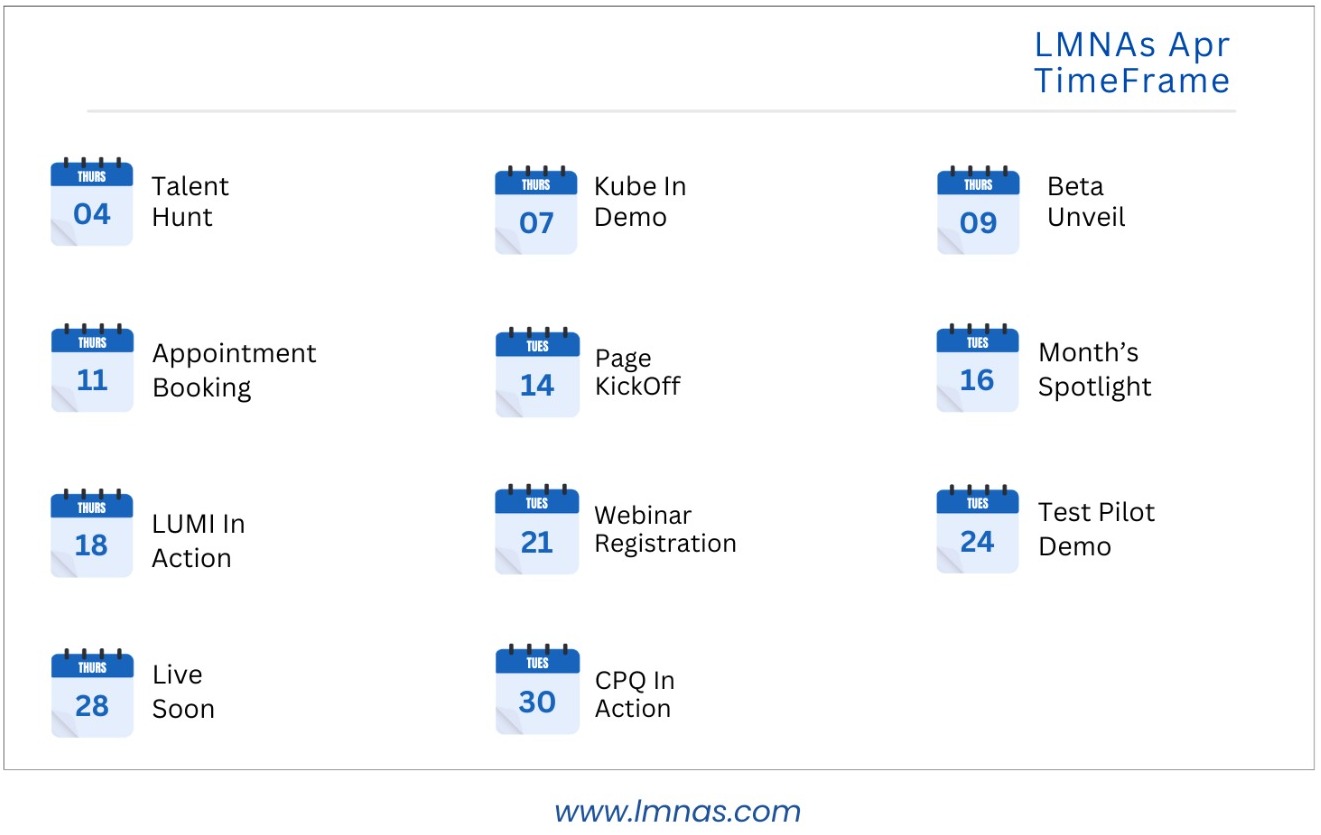 LMNAs Apr
TimeFrame
THURS
04
Talent
Hunt
THURS
07
Kube In
Demo
THURS
09
Beta
Unveil
THURS
11
Appointment
Booking
TUES
14
Page
KickOff
TUES
16
Month’s
Spotlight
THURS
18
LUMI In
Action
TUES
21
Webinar
Registration
TUES
24
Test Pilot
Demo
THURS
28
Live
Soon
TUES
30
CPQ In
Action
www.lmnas.com